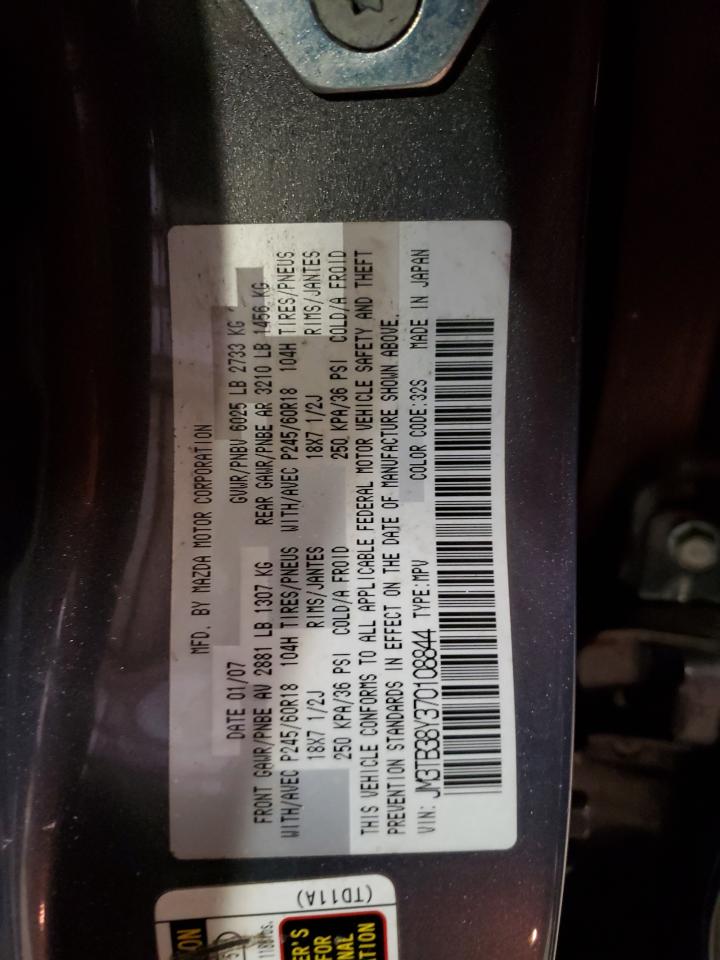 MFD. BY MAZDA MOTOR CORPORATION
DATE 01/07 GVWR/PNBV 6025 LB 2733 KG
FRONT GAWR/PNBE AV 2881 LB 1307 KG REAR GAWR/PNBE AR 3210 LB 1456 KG
WITH/AVEC P245/60R18 104H TIRES/PNEUS WITH/AVEC P245/60R18 104H TIRES/PNEUS
18X7 1/2J RIMS/JANTES 18X7 1/2J RIMS/JANTES
250 KPA/36 PSI COLD/A FROID 250 KPA/36 PSI COLD/A FROID
THIS VEHICLE CONFORMS TO ALL APPLICABLE FEDERAL MOTOR VEHICLE SAFETY AND THEFT
PREVENTION STANDARDS IN EFFECT ON THE DATE OF MANUFACTURE SHOWN ABOVE.
COLOR CODE:32S MADE IN JAPAN
VIN: JM3TB38Y370108844 TYPE:MPV
(TD11A)
ER'S
FOR
NAL
ATION
ION